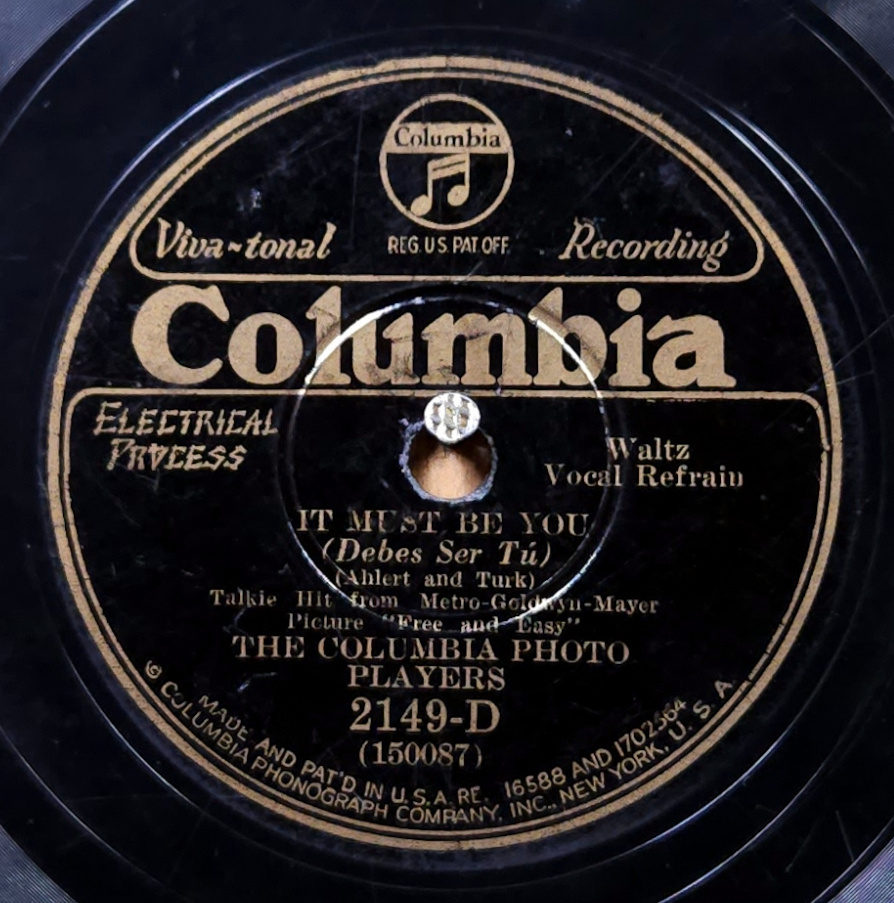 Columbia
Viva-tonal
REG. U.S. PAT. OFF.
Recording
Columbia
ELECTRICAL
PROCESS
Waltz
Vocal Refrain
IT MUST BE YOU
(Debes Ser Tú)
(Ahlert and Turk)
Talkie Hit from Metro-Goldwyn-Mayer
Picture "Free and Easy"
THE COLUMBIA PHOTO
PLAYERS
2149-D
(150087)
MADE AND PAT'D IN U.S.A. RE. 16588 AND 1702564
COLUMBIA PHONOGRAPH COMPANY, INC., NEW YORK, U. S. A.